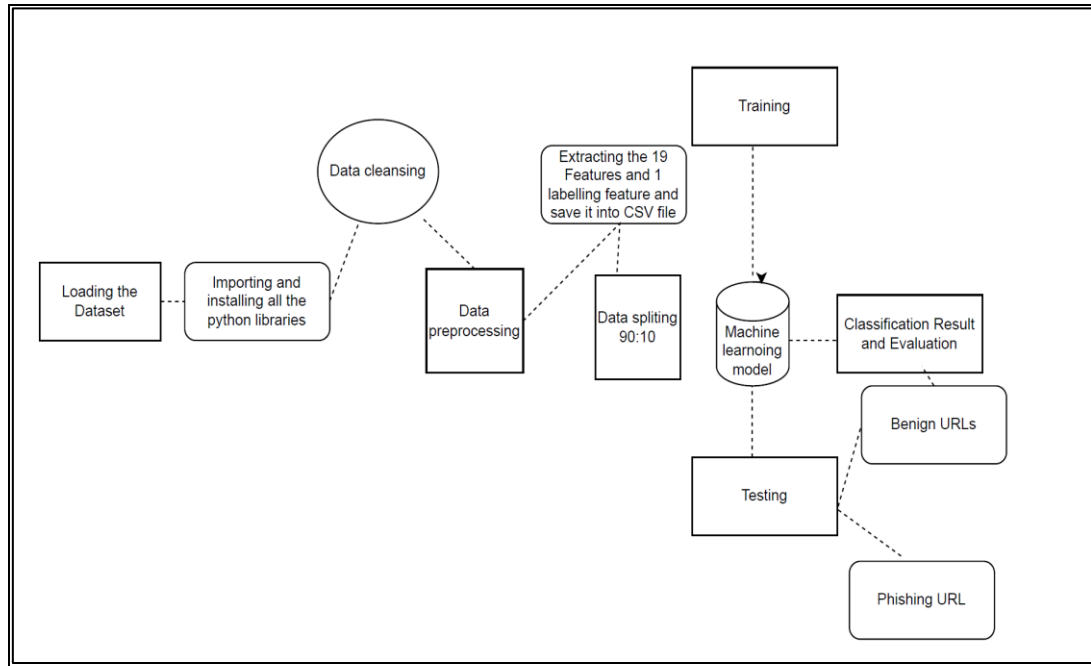 Loading the
Dataset
Importing and
installing all the
python libraries
Data cleansing
Data
preprocessing
Extracting the 19
Features and 1
labelling feature and
save it into CSV file
Data spliting
90:10
Training
Machine
learnoing
model
Classification Result
and Evaluation
Benign URLs
Testing
Phishing URL